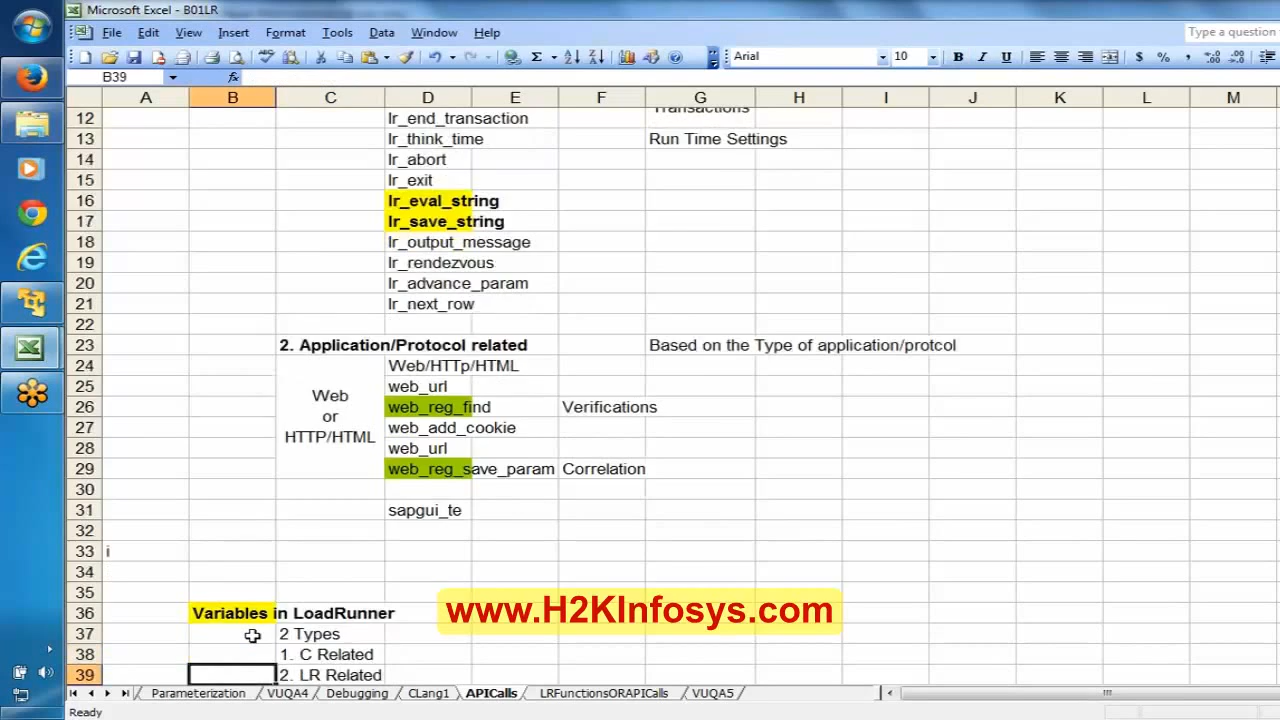 Microsoft Excel - B01LR
File Edit View Insert Format Tools Data Window Help
Type a question
Arial 10 B I U $ % ,
B39 fx
A B C D E F G H I J K L M
Transactions
12 lr_end_transaction
13 lr_think_time Run Time Settings
14 lr_abort
15 lr_exit
16 lr_eval_string
17 lr_save_string
18 lr_output_message
19 lr_rendezvous
20 lr_advance_param
21 lr_next_row
22
23 2. Application/Protocol related Based on the Type of application/protcol
24 Web/HTTp/HTML
25 web_url
Web
26 web_reg_find Verifications
or
27 web_add_cookie
HTTP/HTML
28 web_url
29 web_reg_save_param Correlation
30
31 sapgui_te
32
33 i
34
35
36 Variables in LoadRunner
www.H2KInfosys.com
37 2 Types
38 1. C Related
39 2. LR Related
Parameterization VUQA4 Debugging CLang1 APICalls LRFunctionsORAPICalls VUQA5
Ready